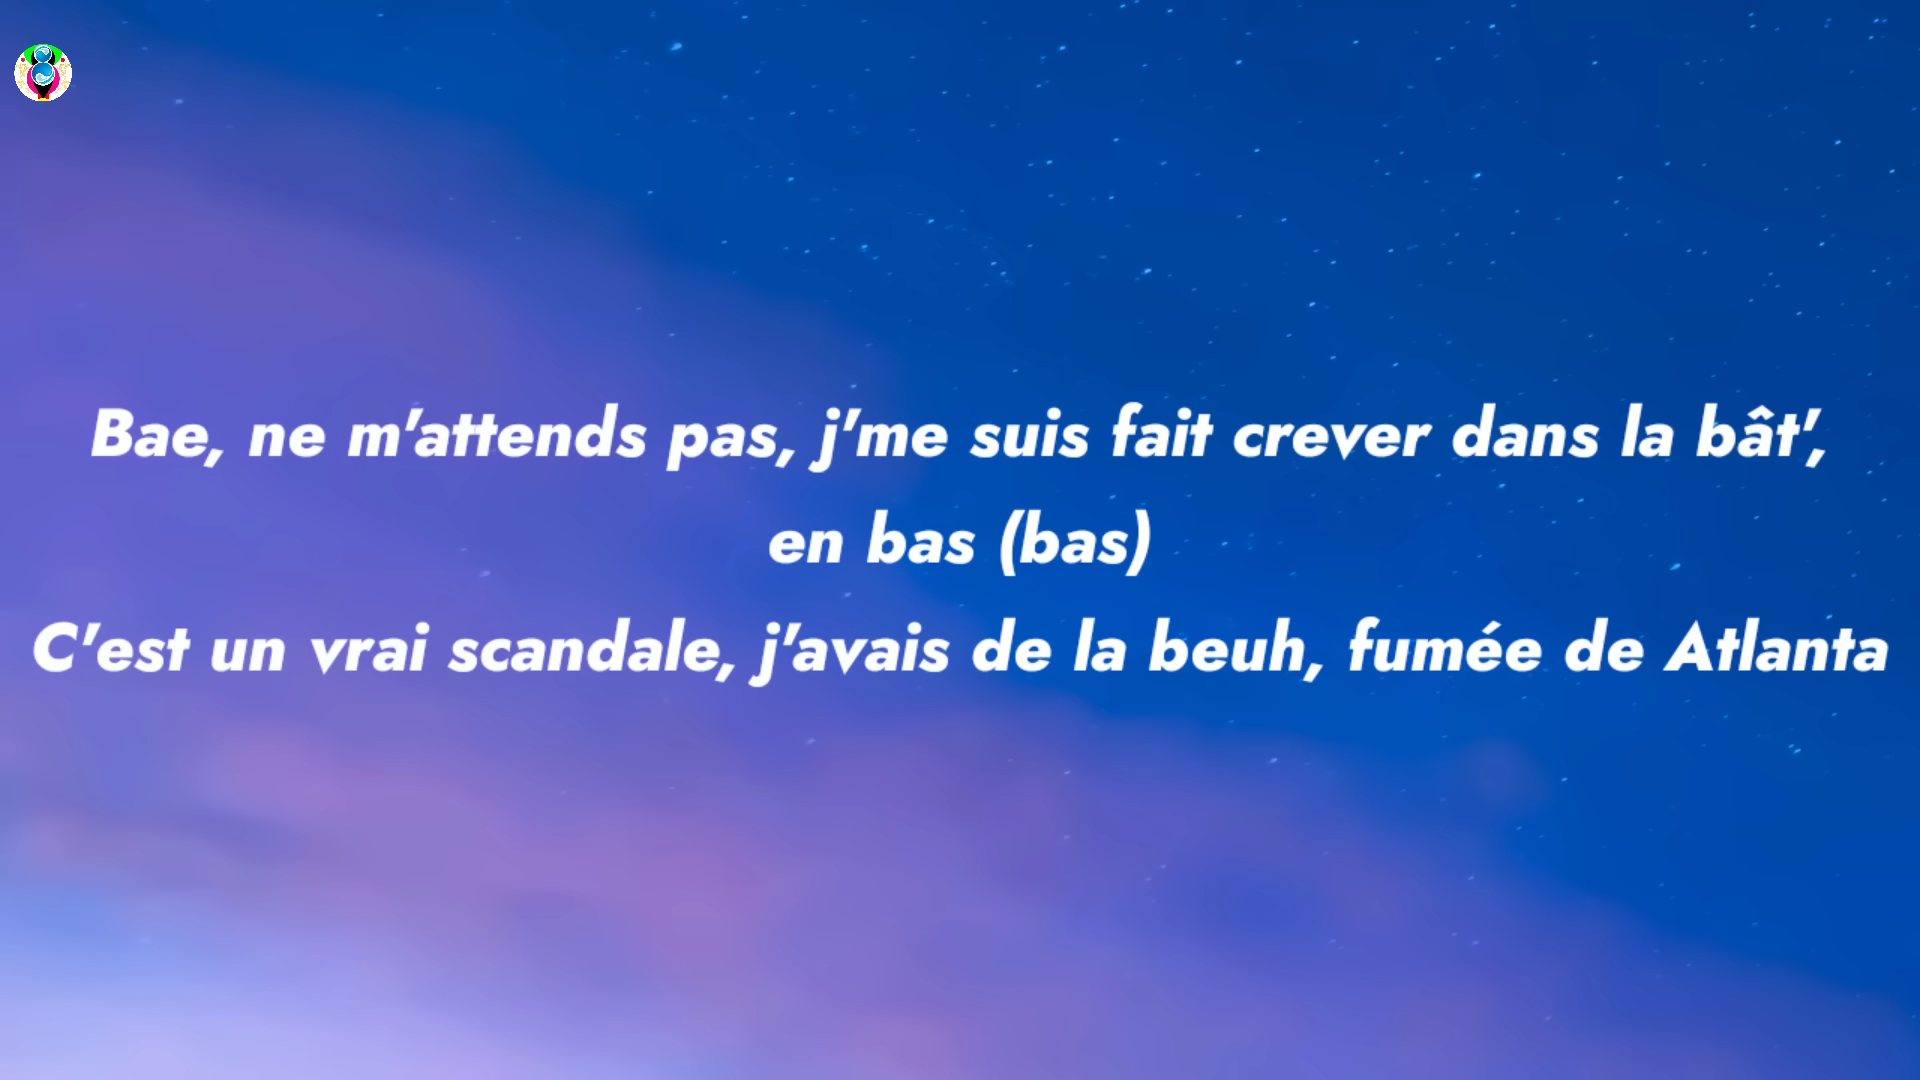 Bae, ne m'attends pas, j'me suis fait crever dans la bât',
en bas (bas)
C'est un vrai scandale, j'avais de la beuh, fumée de Atlanta